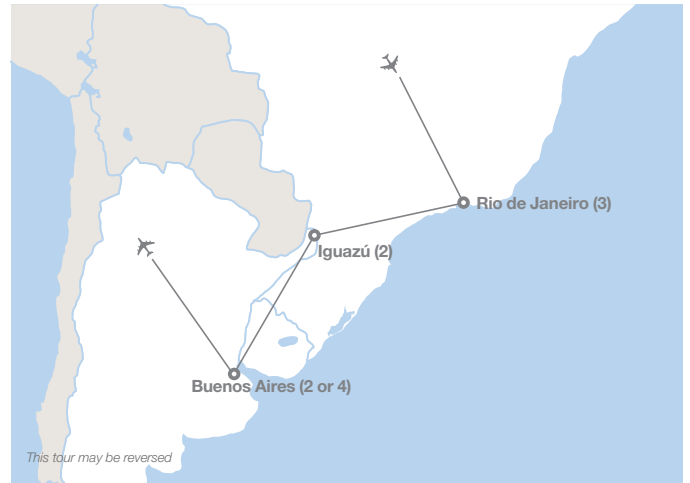 Rio de Janeiro (3)
Iguazú (2)
Buenos Aires (2 or 4)
This tour may be reversed